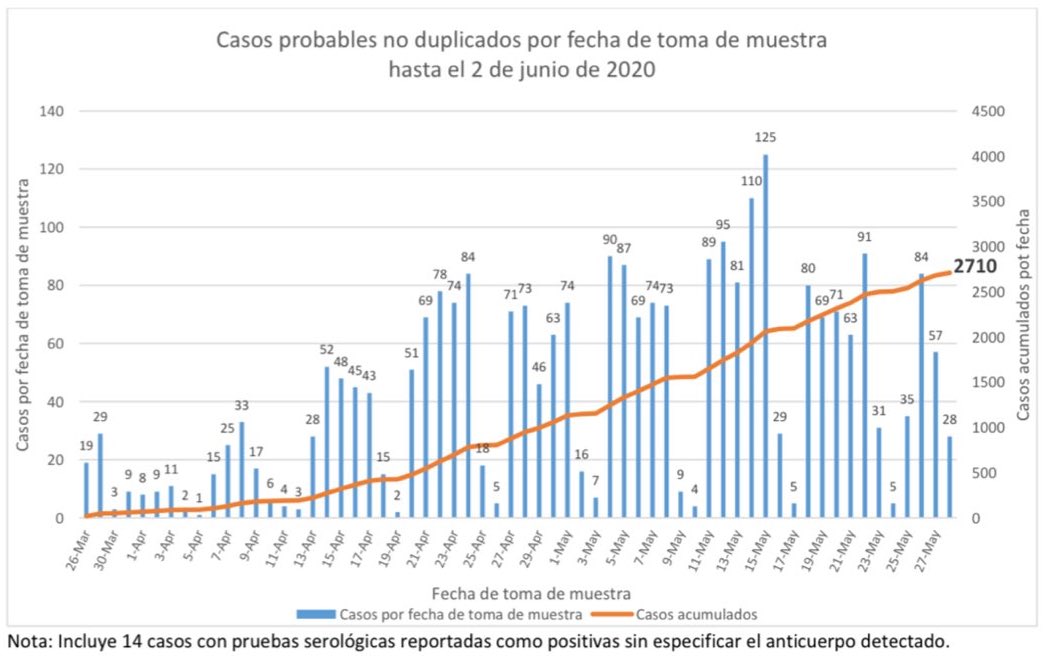 Casos probables no duplicados por fecha de toma de muestra
hasta el 2 de junio de 2020
Casos por fecha de toma de muestra
140
120
100
80
60
40
20
0
Casos acumulados pot fecha
4500
4000
3500
3000
2500
2000
1500
1000
500
0
19
29
3
9
8
9
11
2
1
15
25
33
17
6
4
3
28
52
48
45
43
15
2
51
69
78
74
84
18
5
71
73
46
63
74
16
7
90
87
69
74
73
9
4
89
95
81
110
125
29
5
80
69
71
63
91
31
5
35
84
57
28
2710
26-Mar
30-Mar
1-Apr
3-Apr
5-Apr
7-Apr
9-Apr
11-Apr
13-Apr
15-Apr
17-Apr
19-Apr
21-Apr
23-Apr
25-Apr
27-Apr
29-Apr
1-May
3-May
5-May
7-May
9-May
11-May
13-May
15-May
17-May
19-May
21-May
23-May
25-May
27-May
Fecha de toma de muestra
Casos por fecha de toma de muestra
Casos acumulados
Nota: Incluye 14 casos con pruebas serológicas reportadas como positivas sin especificar el anticuerpo detectado.